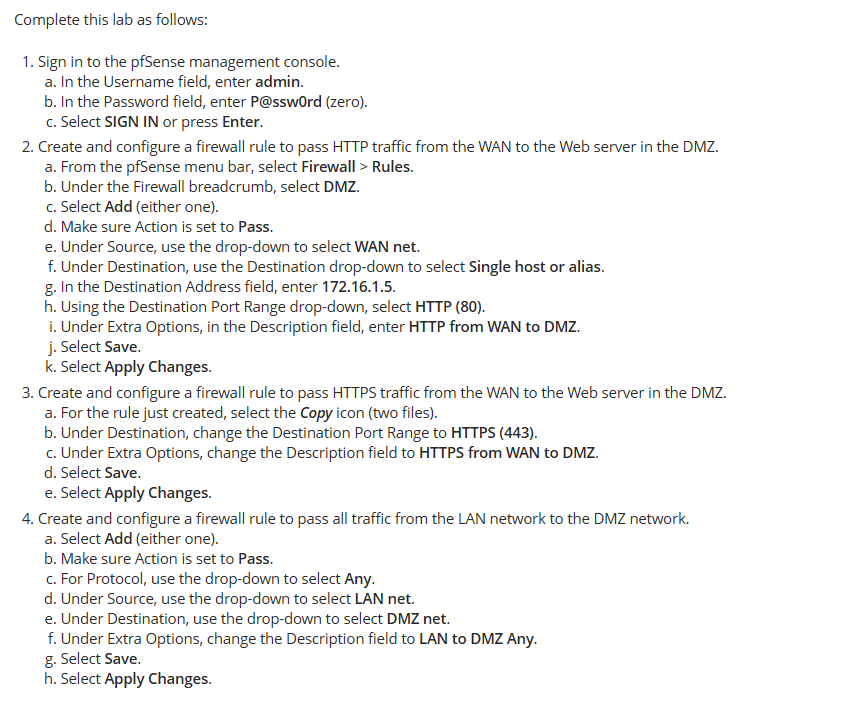 Complete this lab as follows:
1. Sign in to the pfSense management console.
a. In the Username field, enter admin.
b. In the Password field, enter P@ssw0rd (zero).
c. Select SIGN IN or press Enter.
2. Create and configure a firewall rule to pass HTTP traffic from the WAN to the Web server in the DMZ.
a. From the pfSense menu bar, select Firewall > Rules.
b. Under the Firewall breadcrumb, select DMZ.
c. Select Add (either one).
d. Make sure Action is set to Pass.
e. Under Source, use the drop-down to select WAN net.
f. Under Destination, use the Destination drop-down to select Single host or alias.
g. In the Destination Address field, enter 172.16.1.5.
h. Using the Destination Port Range drop-down, select HTTP (80).
i. Under Extra Options, in the Description field, enter HTTP from WAN to DMZ.
j. Select Save.
k. Select Apply Changes.
3. Create and configure a firewall rule to pass HTTPS traffic from the WAN to the Web server in the DMZ.
a. For the rule just created, select the Copy icon (two files).
b. Under Destination, change the Destination Port Range to HTTPS (443).
c. Under Extra Options, change the Description field to HTTPS from WAN to DMZ.
d. Select Save.
e. Select Apply Changes.
4. Create and configure a firewall rule to pass all traffic from the LAN network to the DMZ network.
a. Select Add (either one).
b. Make sure Action is set to Pass.
c. For Protocol, use the drop-down to select Any.
d. Under Source, use the drop-down to select LAN net.
e. Under Destination, use the drop-down to select DMZ net.
f. Under Extra Options, change the Description field to LAN to DMZ Any.
g. Select Save.
h. Select Apply Changes.